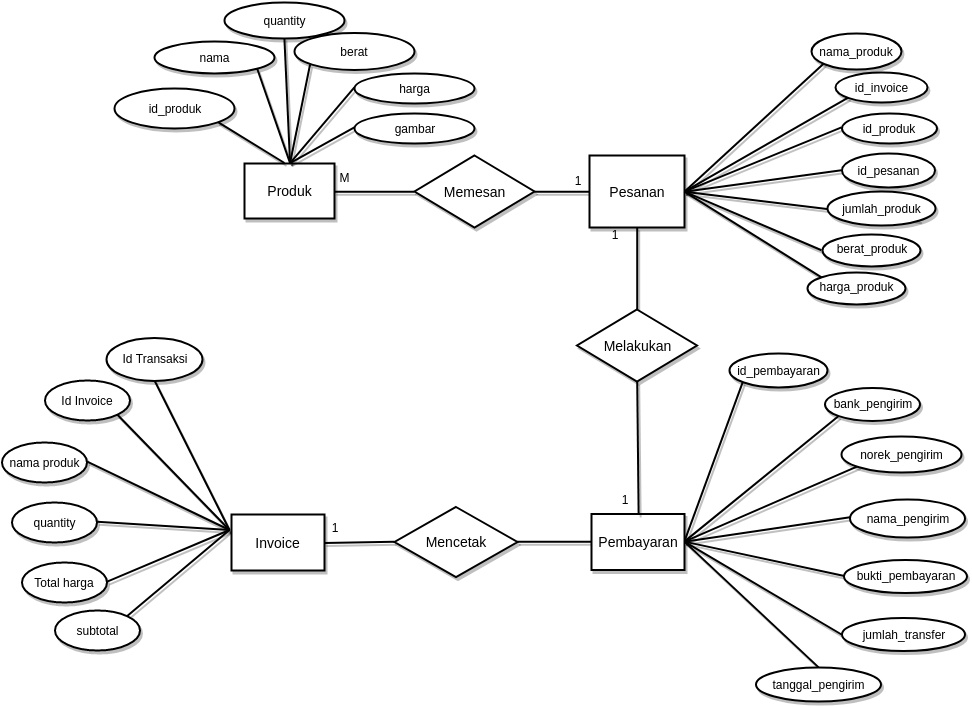 quantity
nama
berat
id_produk
harga
gambar
Produk
M
Memesan
1
Pesanan
nama_produk
id_invoice
id_produk
id_pesanan
jumlah_produk
berat_produk
harga_produk
1
Melakukan
1
Id Transaksi
Id Invoice
nama produk
quantity
Total harga
subtotal
Invoice
1
Mencetak
Pembayaran
id_pembayaran
bank_pengirim
norek_pengirim
nama_pengirim
bukti_pembayaran
jumlah_transfer
tanggal_pengirim